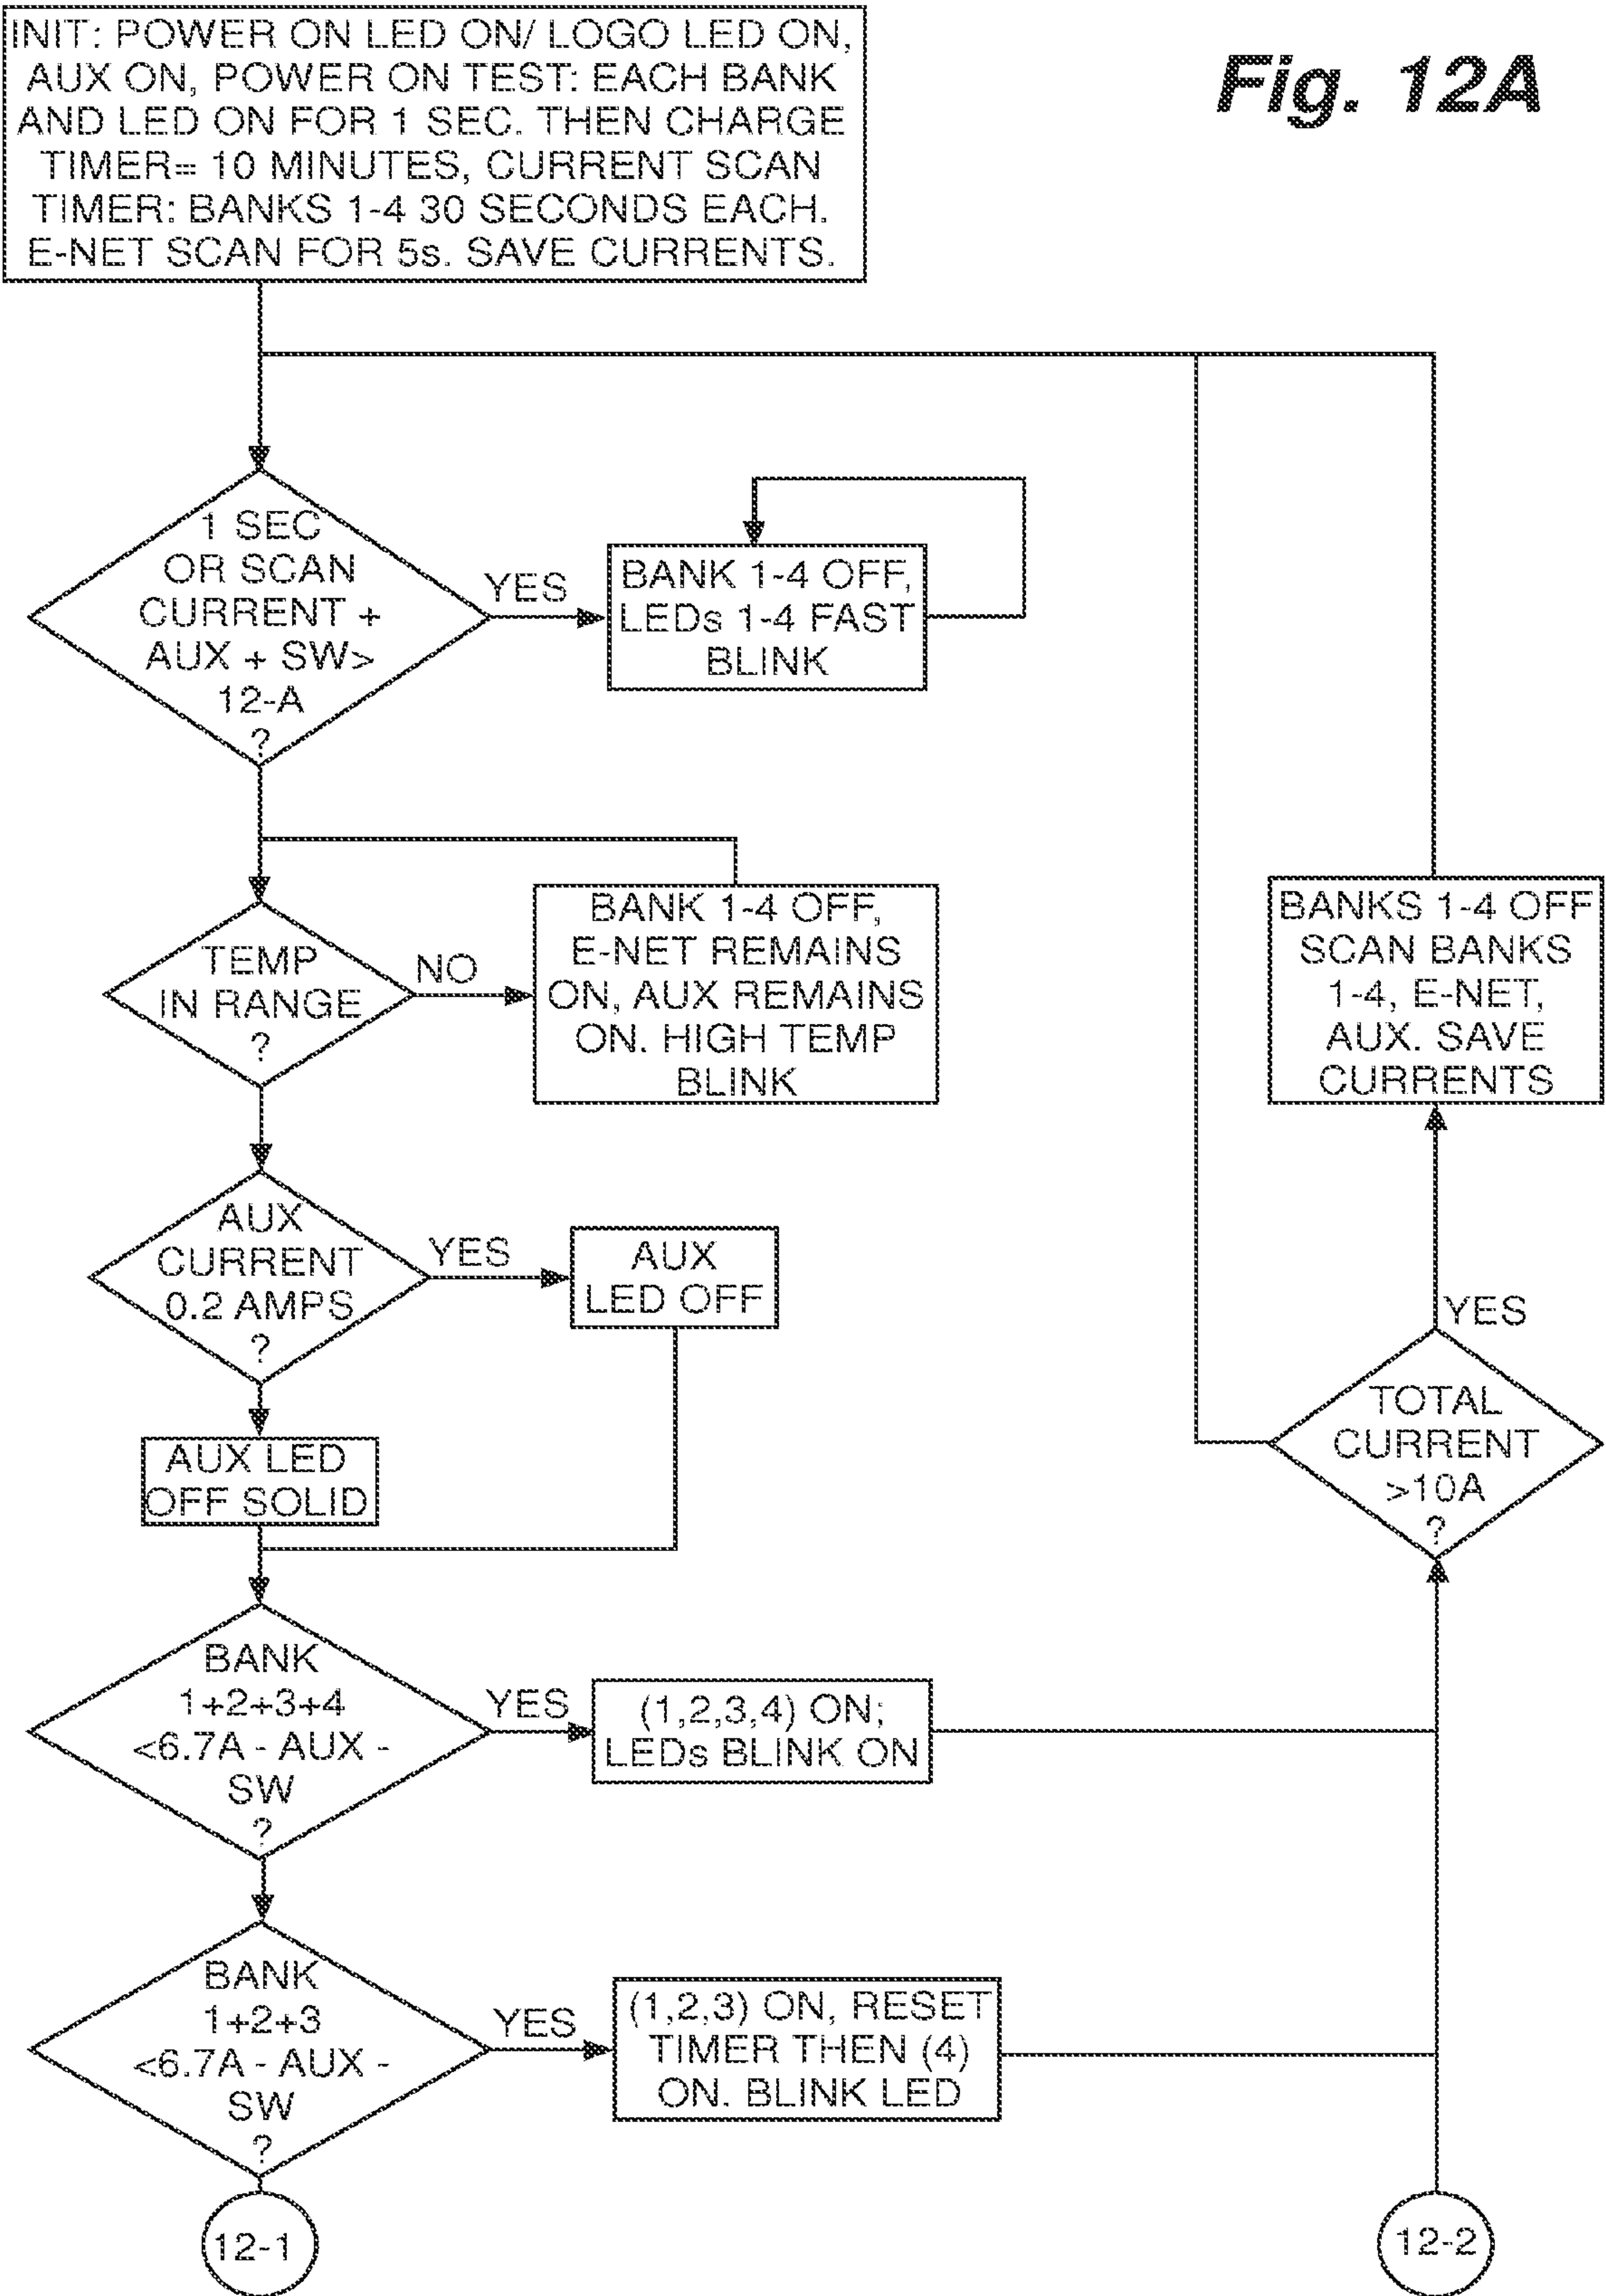 Fig. 12A
INIT: POWER ON LED ON/ LOGO LED ON,
AUX ON, POWER ON TEST: EACH BANK
AND LED ON FOR 1 SEC. THEN CHARGE
TIMER= 10 MINUTES, CURRENT SCAN
TIMER: BANKS 1-4 30 SECONDS EACH.
E-NET SCAN FOR 5s. SAVE CURRENTS.
1 SEC
OR SCAN
CURRENT +
AUX + SW>
12-A
?
YES
BANK 1-4 OFF,
LEDs 1-4 FAST
BLINK
TEMP
IN RANGE
?
NO
BANK 1-4 OFF,
E-NET REMAINS
ON, AUX REMAINS
ON. HIGH TEMP
BLINK
BANKS 1-4 OFF
SCAN BANKS
1-4, E-NET,
AUX. SAVE
CURRENTS
AUX
CURRENT
0.2 AMPS
?
YES
AUX
LED OFF
YES
TOTAL
CURRENT
>10A
?
AUX LED
OFF SOLID
BANK
1+2+3+4
<6.7A - AUX -
SW
?
YES
(1,2,3,4) ON;
LEDs BLINK ON
BANK
1+2+3
<6.7A - AUX -
SW
?
YES
(1,2,3) ON, RESET
TIMER THEN (4)
ON. BLINK LED
12-1
12-2